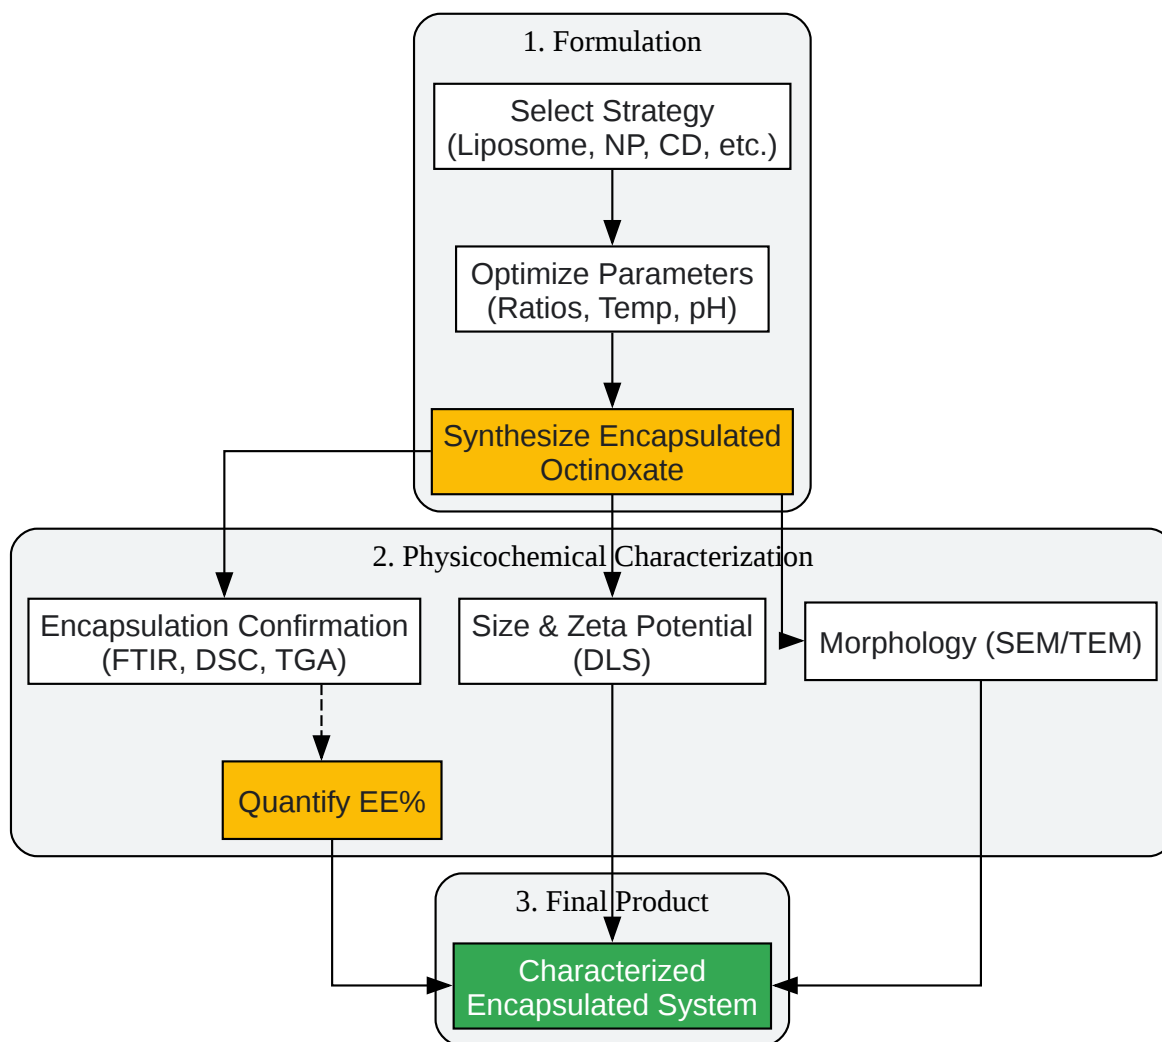 1. Formulation
Select Strategy
(Liposome, NP, CD, etc.)
Optimize Parameters
(Ratios, Temp, pH)
Synthesize Encapsulated
Octinoxate
2. Physicochemical Characterization
Encapsulation Confirmation
(FTIR, DSC, TGA)
Size & Zeta Potential
(DLS)
Morphology (SEM/TEM)
Quantify EE%
3. Final Product
Characterized
Encapsulated System